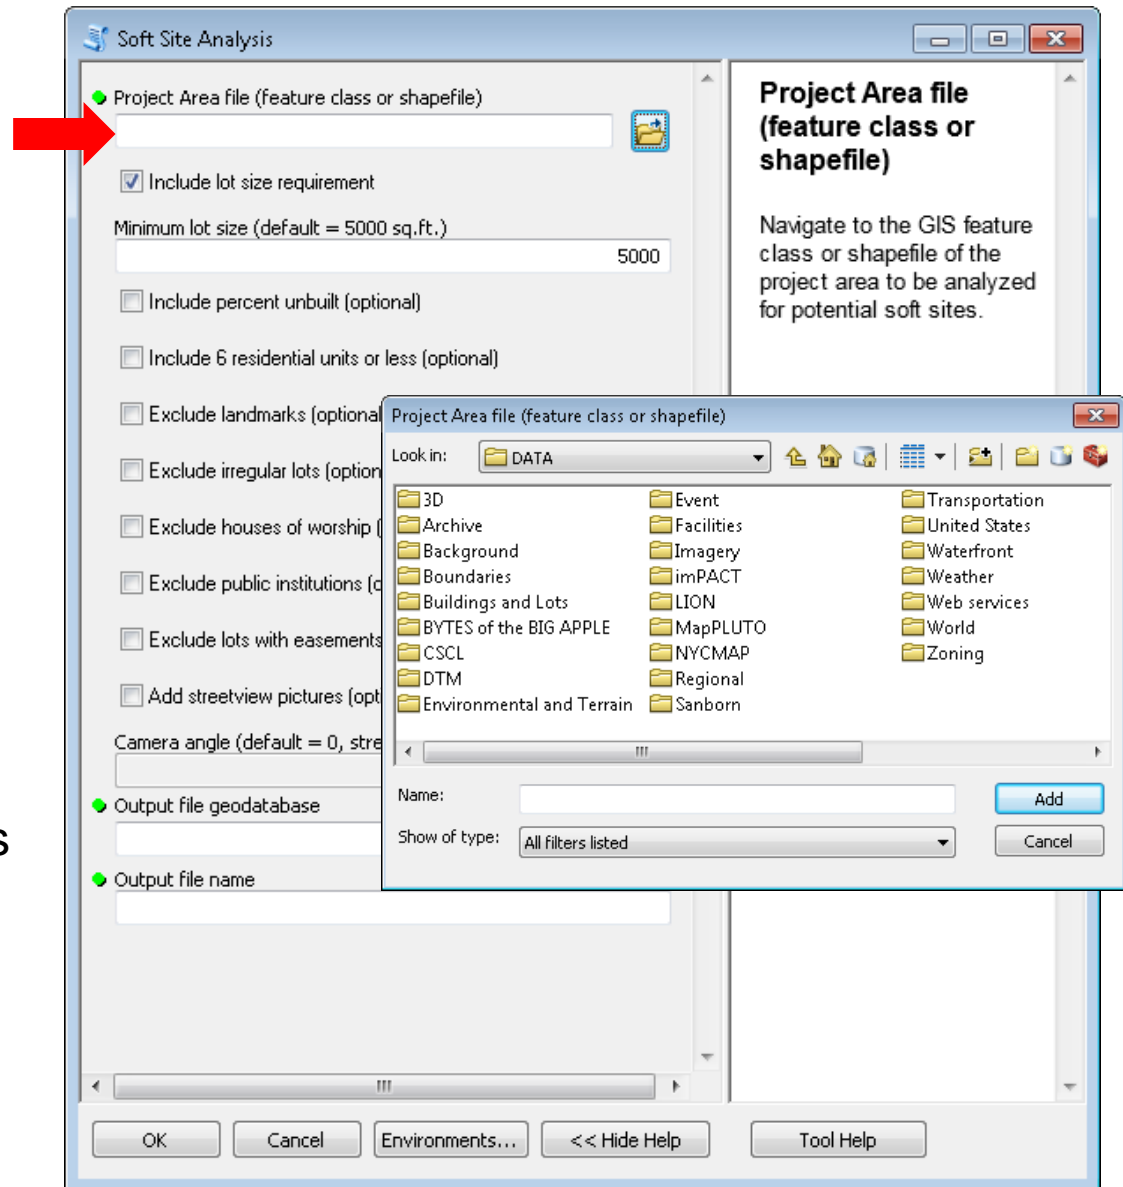 Soft Site Analysis
Project Area file (feature class or shapefile)
Include lot size requirement
Minimum lot size (default = 5000 sq.ft.)
5000
Include percent unbuilt (optional)
Include 6 residential units or less (optional)
Exclude landmarks (optional
Exclude irregular lots (option
Exclude houses of worship (
Exclude public institutions (o
Exclude lots with easements
Add streetview pictures (opt
Camera angle (default = 0, stre
Output file geodatabase
s
Output file name
OK
Cancel
Environments...
<< Hide Help
Tool Help
Project Area file
(feature class or
shapefile)
Navigate to the GIS feature
class or shapefile of the
project area to be analyzed
for potential soft sites.
Project Area file (feature class or shapefile)
Look in:
DATA
3D
Archive
Background
Boundaries
Buildings and Lots
BYTES of the BIG APPLE
CSCL
DTM
Environmental and Terrain
Event
Facilities
Imagery
imPACT
LION
MapPLUTO
NYCMAP
Regional
Sanborn
Transportation
United States
Waterfront
Weather
Web services
World
Zoning
Name:
Add
Show of type:
All filters listed
Cancel